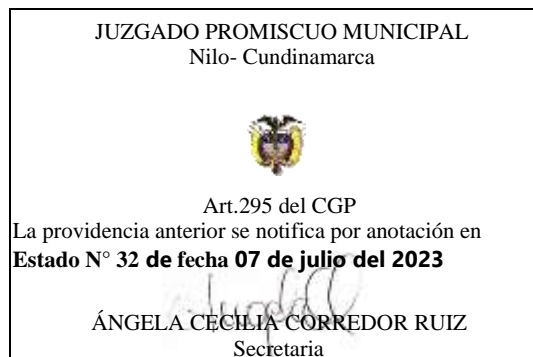 JUZGADO PROMISCUO MUNICIPAL
Nilo- Cundinamarca
Art.295 del CGP
La providencia anterior se notifica por anotación en
Estado N° 32 de fecha 07 de julio del 2023
ÁNGELA CECILIA CORREDOR RUIZ
Secretaria